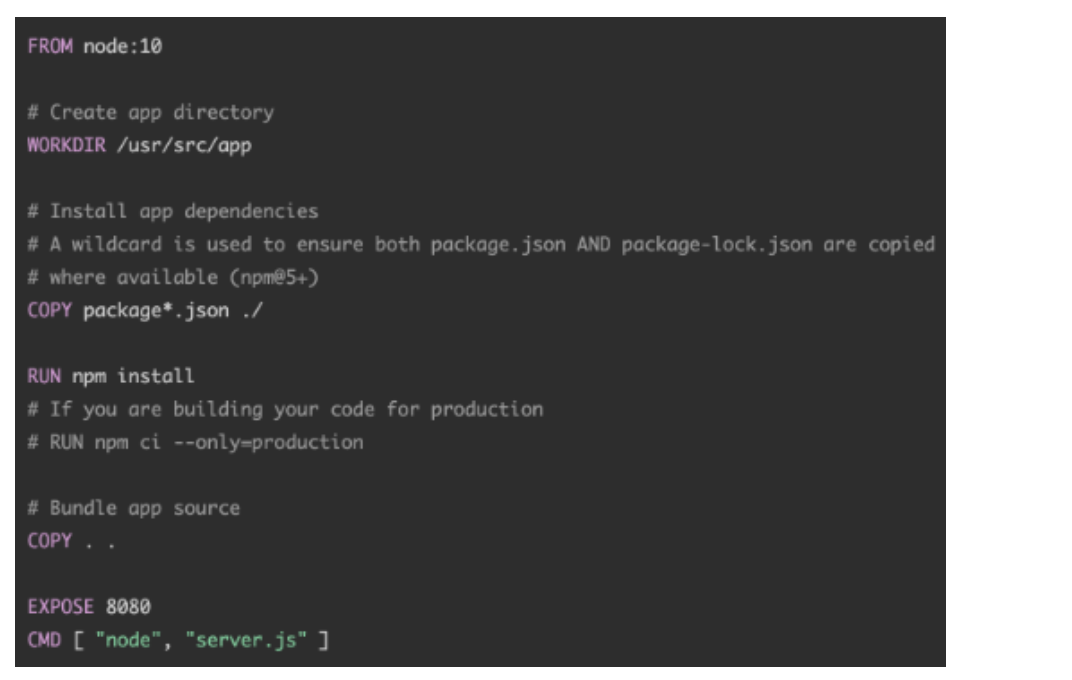 FROM node:10
# Create app directory
WORKDIR /usr/src/app
# Install app dependencies
# A wildcard is used to ensure both package.json AND package-lock.json are copied
# where available (npm@5+)
COPY package*.json ./
RUN npm install
# If you are building your code for production
# RUN npm ci --only=production
# Bundle app source
COPY . .
EXPOSE 8080
CMD [ "node", "server.js" ]